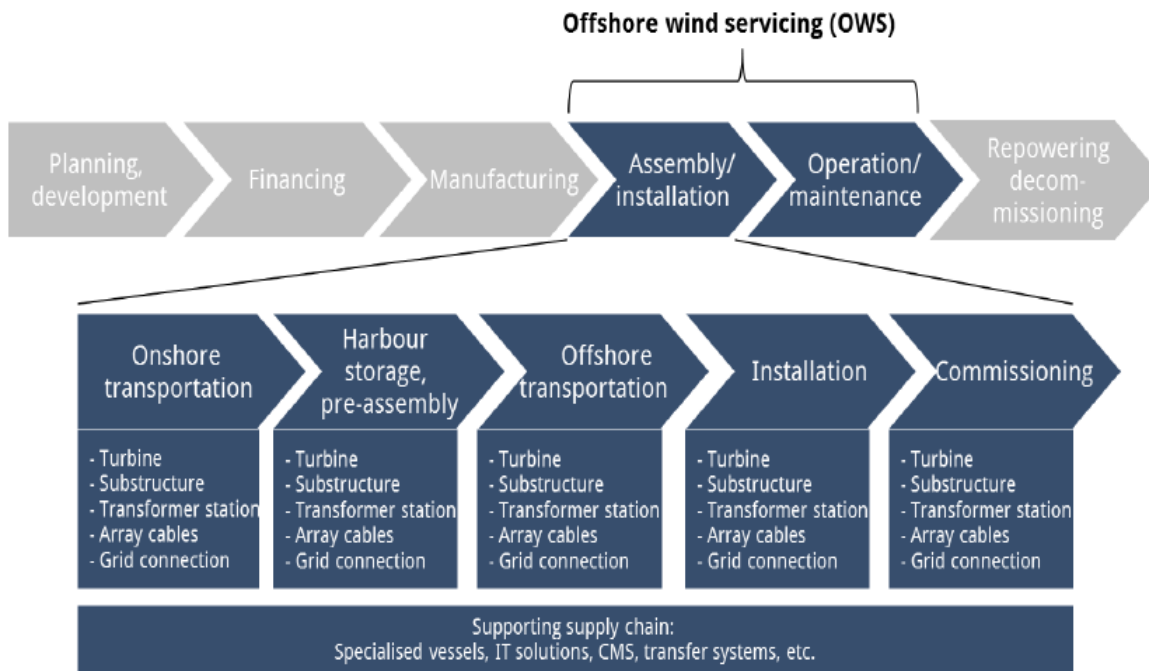 Offshore wind servicing (OWS)
Planning,
development
Financing
Manufacturing
Assembly/
installation
Operation/
maintenance
Repowering
decom-
missioning
Onshore
transportation
Harbour
storage,
pre-assembly
Offshore
transportation
Installation
Commissioning
- Turbine
- Substructure
- Transformer station
- Array cables
- Grid connection
- Turbine
- Substructure
- Transformer station
- Array cables
- Grid connection
- Turbine
- Substructure
- Transformer station
- Array cables
- Grid connection
- Turbine
- Substructure
- Transformer station
- Array cables
- Grid connection
- Turbine
- Substructure
- Transformer station
- Array cables
- Grid connection
Supporting supply chain:
Specialised vessels, IT solutions, CMS, transfer systems, etc.